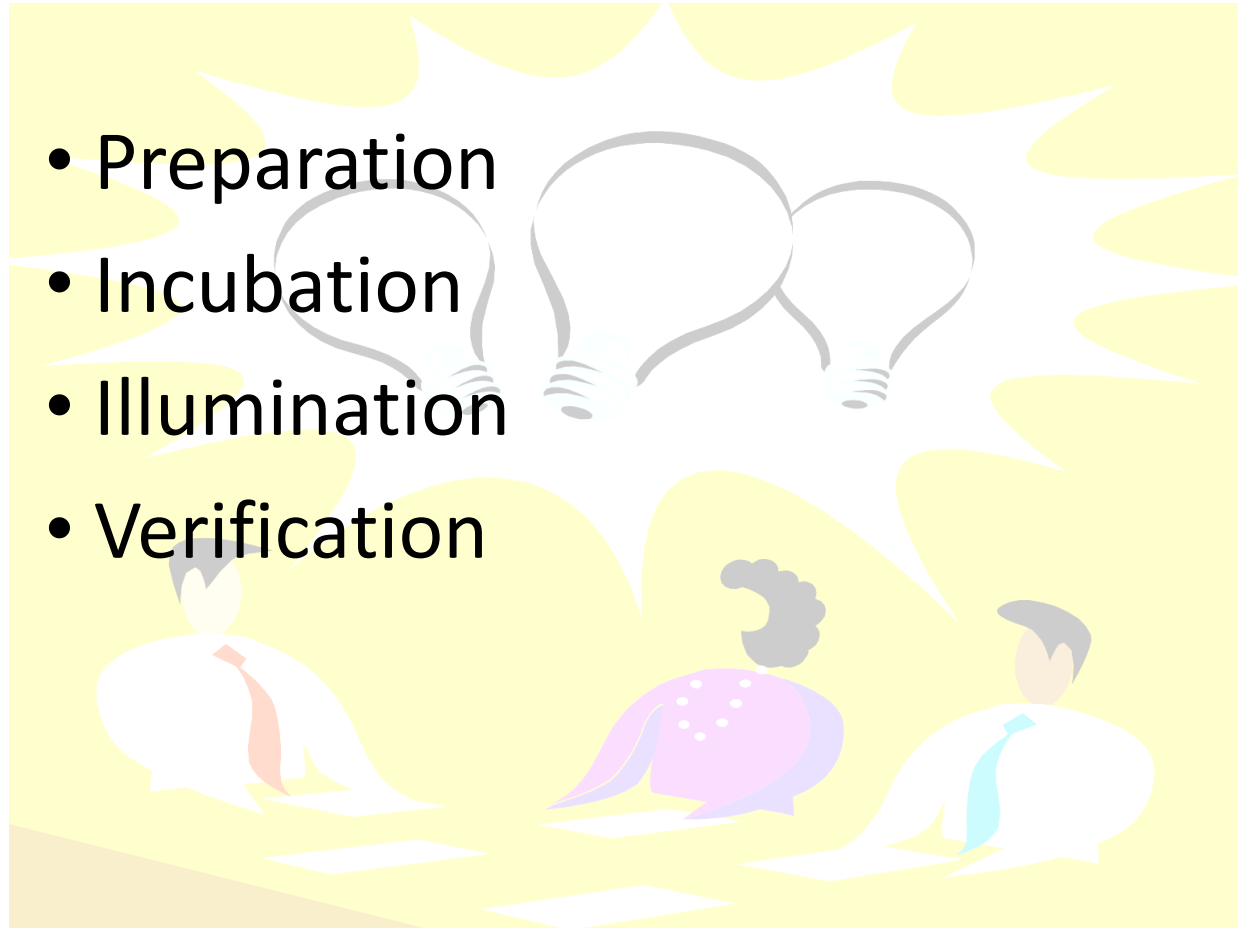 • Preparation
• Incubation
• Illumination
• Verification